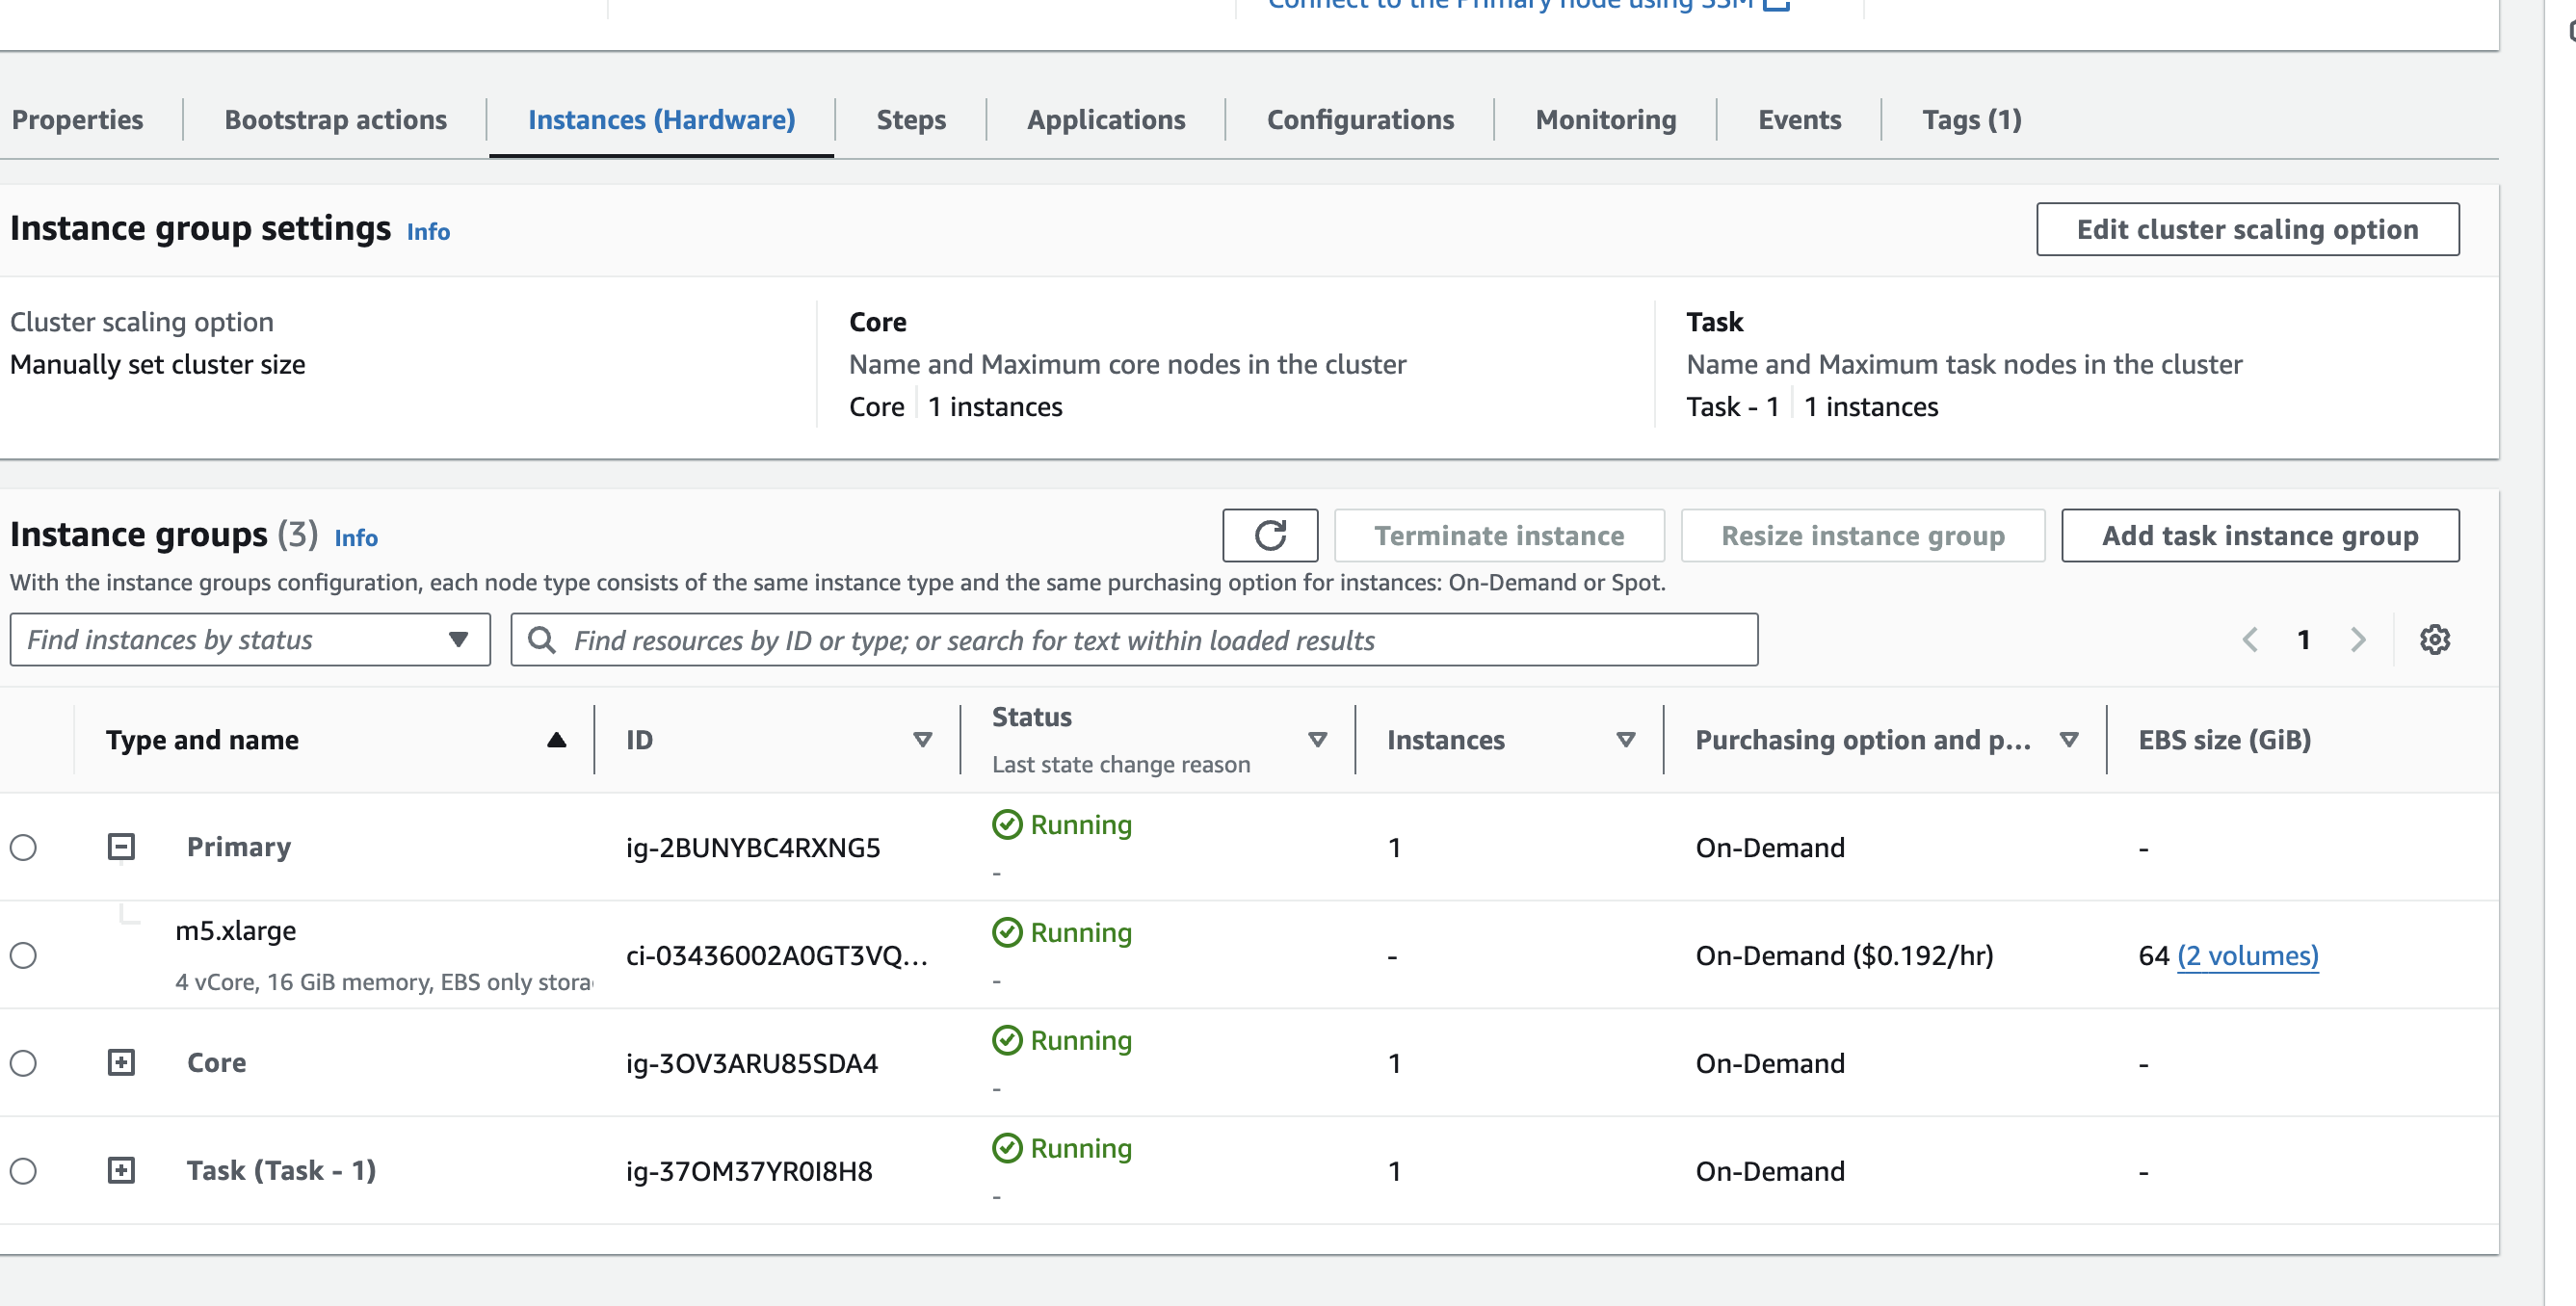 Connect to the Primary node using SSM
Properties
Bootstrap actions
Instances (Hardware)
Steps
Applications
Configurations
Monitoring
Events
Tags (1)
Instance group settings Info
Edit cluster scaling option
Cluster scaling option
Manually set cluster size
Core
Name and Maximum core nodes in the cluster
Core 1 instances
Task
Name and Maximum task nodes in the cluster
Task - 1 1 instances
Instance groups (3) Info
Terminate instance
Resize instance group
Add task instance group
With the instance groups configuration, each node type consists of the same instance type and the same purchasing option for instances: On-Demand or Spot.
Find instances by status
Find resources by ID or type; or search for text within loaded results
1
Type and name
ID
Status
Last state change reason
Instances
Purchasing option and p...
EBS size (GiB)
Primary
ig-2BUNYBC4RXNG5
Running
-
1
On-Demand
-
m5.xlarge
4 vCore, 16 GiB memory, EBS only stora
ci-03436002A0GT3VQ...
Running
-
-
On-Demand ($0.192/hr)
64 (2 volumes)
Core
ig-3OV3ARU85SDA4
Running
-
1
On-Demand
-
Task (Task - 1)
ig-37OM37YR0I8H8
Running
-
1
On-Demand
-